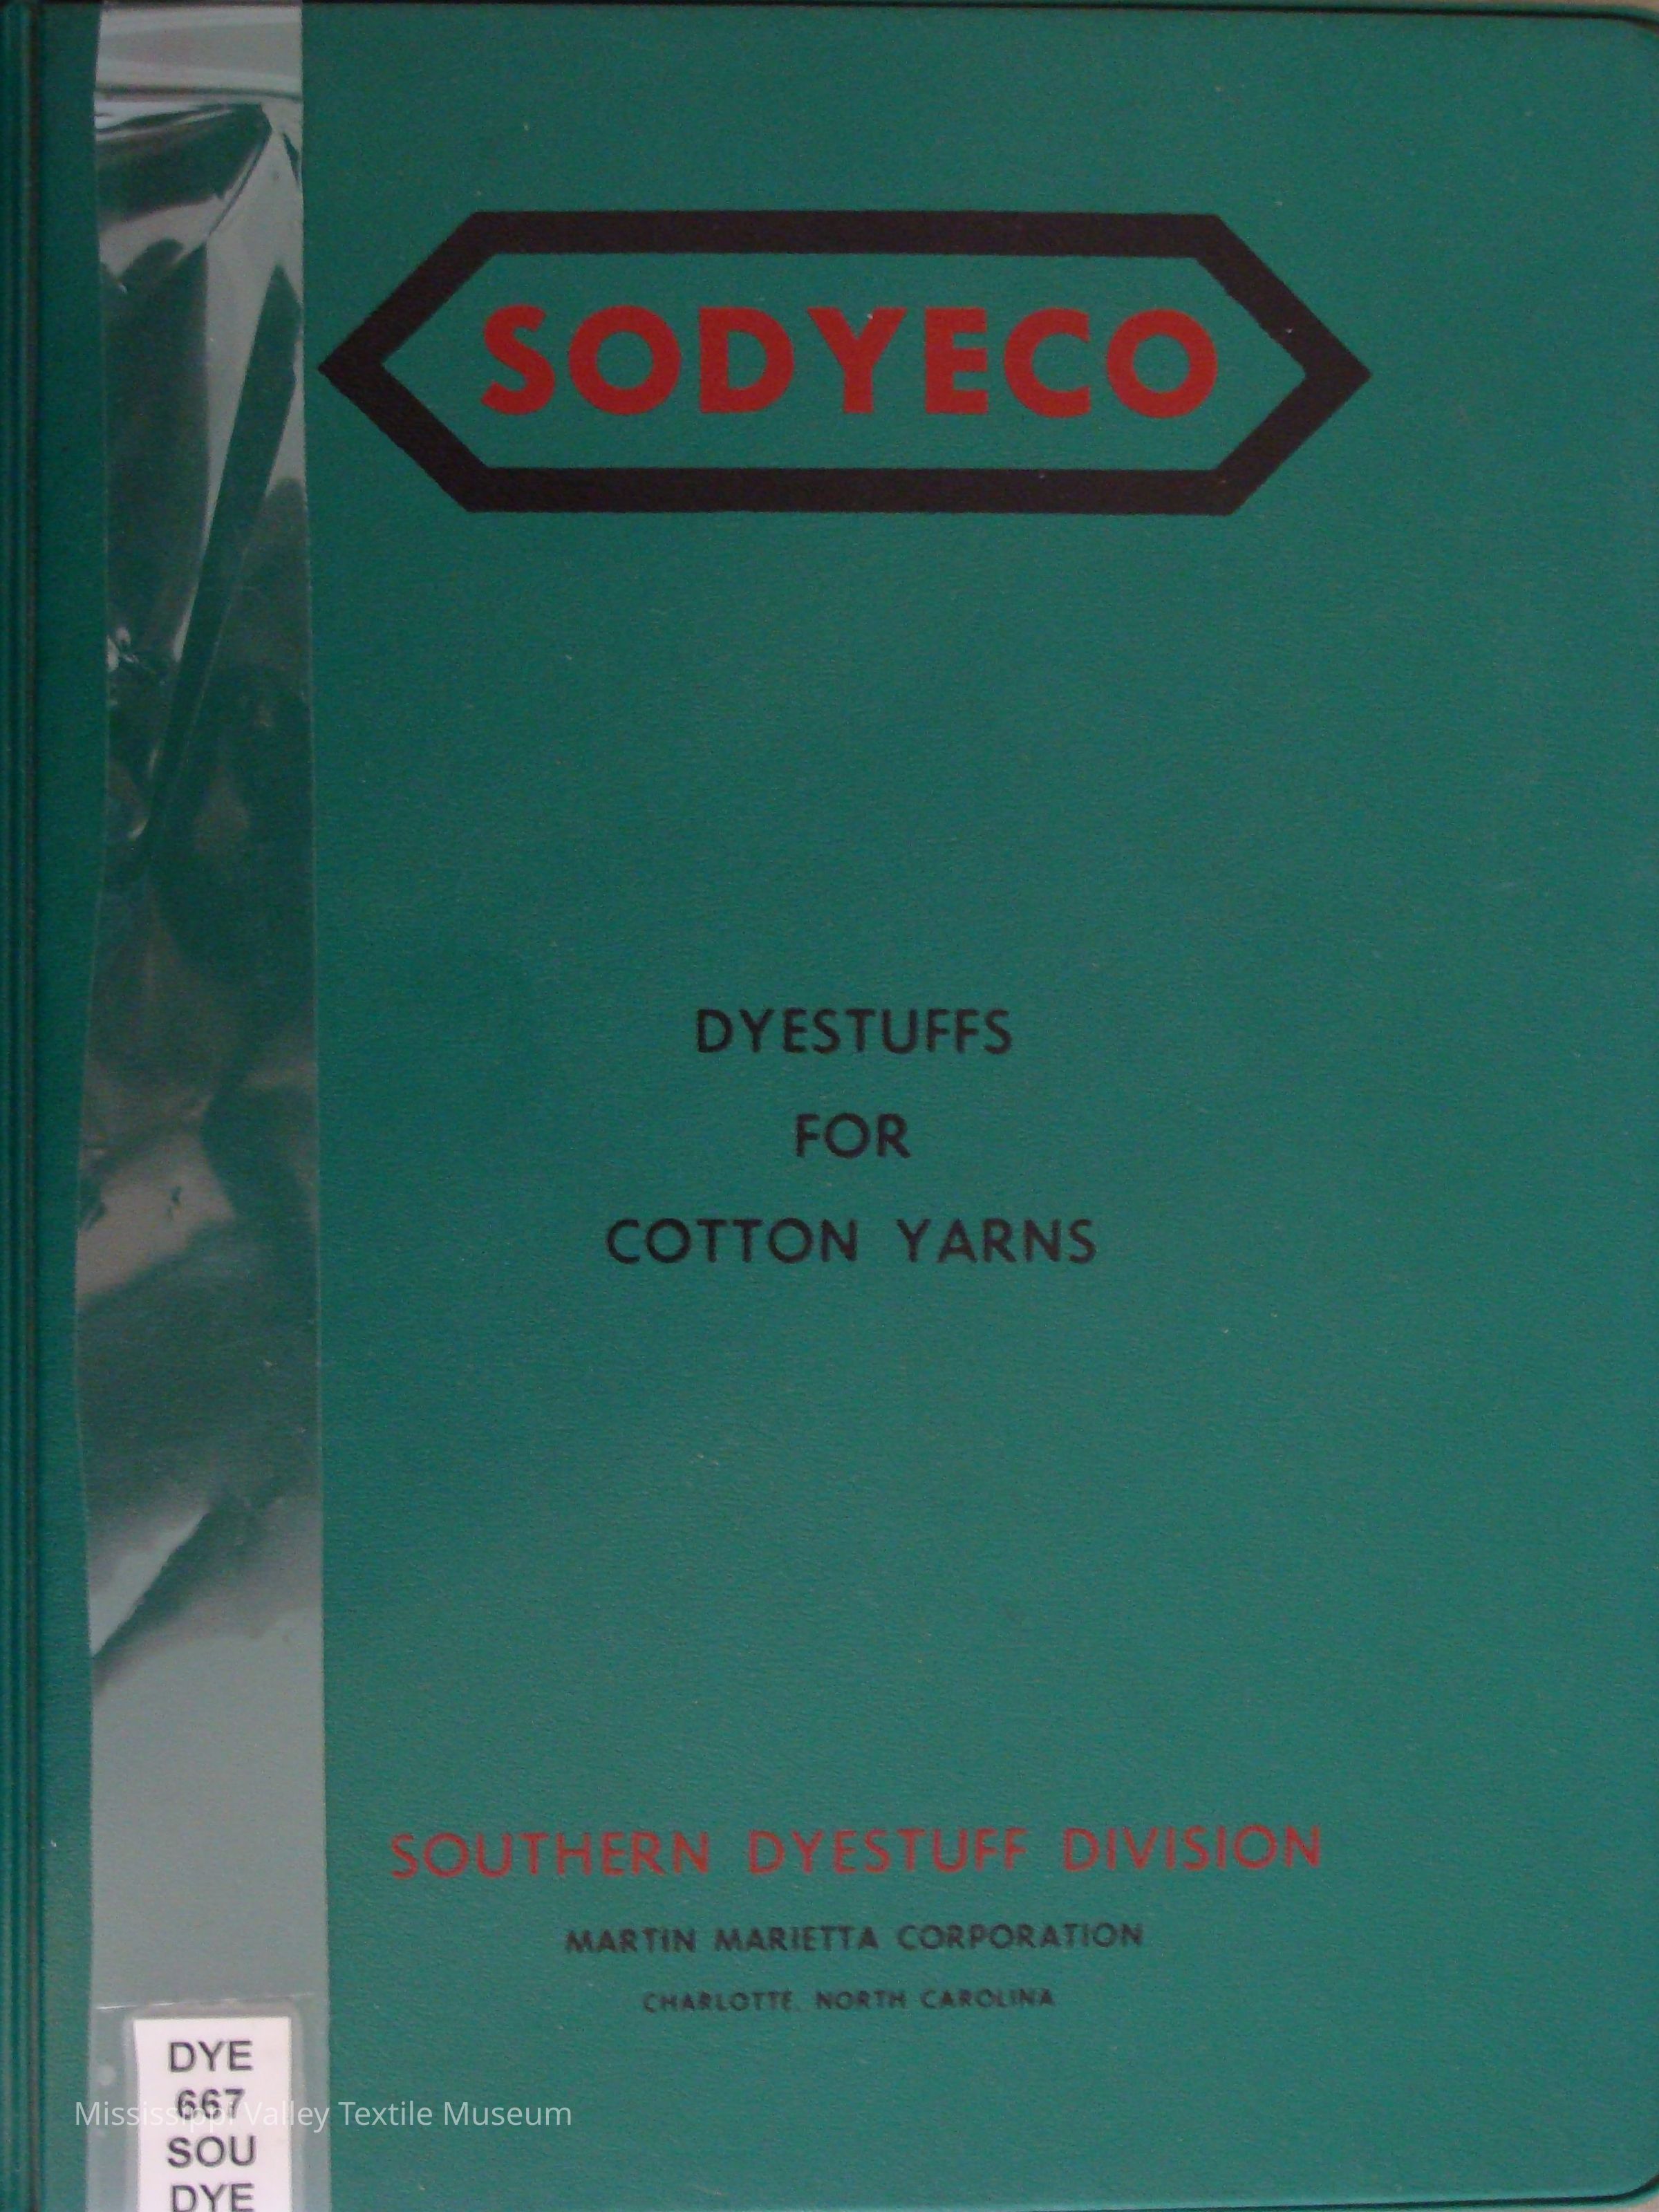 SODYECO
DYESTUFFS
FOR
COTTON YARNS
SOUTHERN DYESTUFF DIVISION
MARTIN MARIETTA CORPORATION
CHARLOTTE, NORTH CAROLINA
DYE
667
Mississippi Valley Textile Museum
SOU
DYE